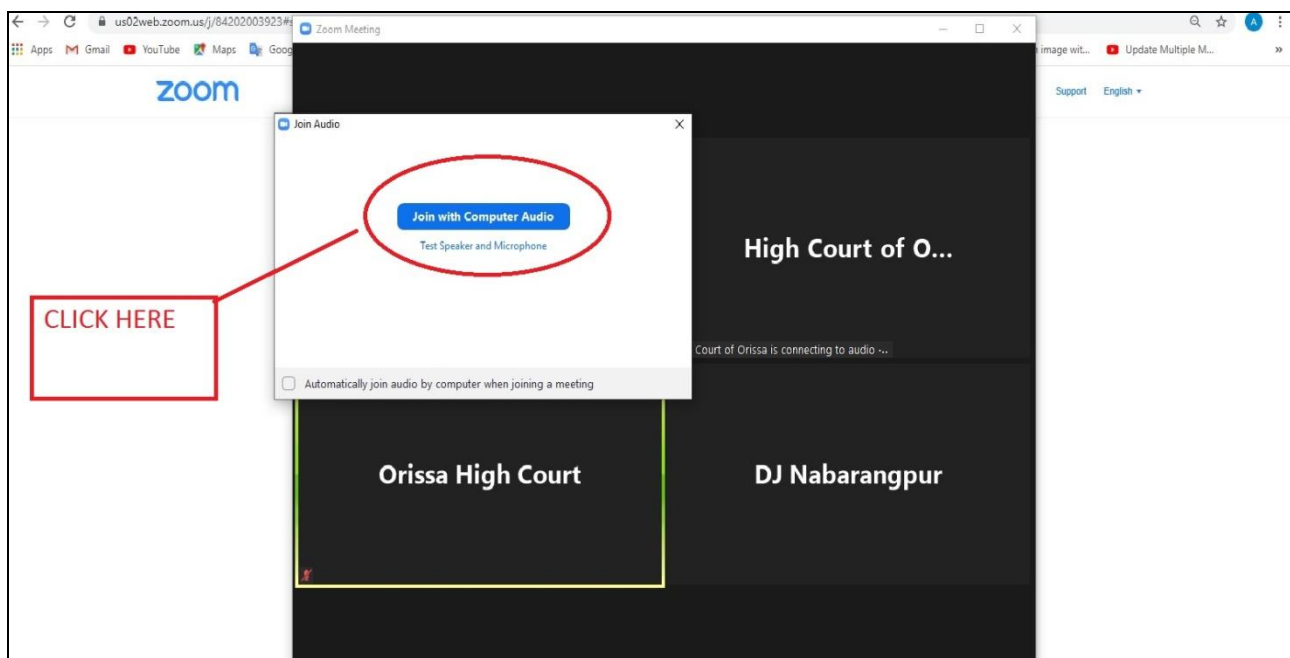 us02web.zoom.us/j/84202003923#s
Zoom Meeting
A
Apps
Gmail
YouTube
Maps
Goog
image wit...
Update Multiple M...
»
zoom
Support
English
Join Audio
Join with Computer Audio
Test Speaker and Microphone
High Court of O...
CLICK HERE
Court of Orissa is connecting to audio -..
Automatically join audio by computer when joining a meeting
Orissa High Court
DJ Nabarangpur